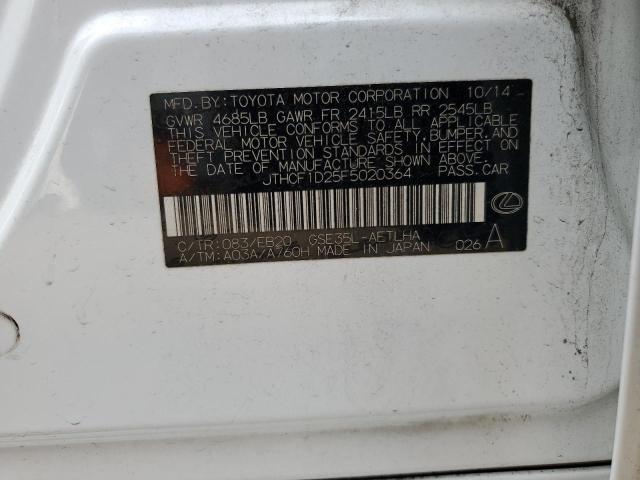 MFD. BY: TOYOTA MOTOR CORPORATION 10/14
GVWR 4685LB GAWR FR 2415LB RR 2545LB
THIS VEHICLE CONFORMS TO ALL APPLICABLE
FEDERAL MOTOR VEHICLE SAFETY, BUMPER, AND
THEFT PREVENTION STANDARDS IN EFFECT ON
THE DATE OF MANUFACTURE SHOWN ABOVE.
JTHCF1D25F5020364 PASS. CAR
C/TR: 083/EB20 GSE35L-AETLHA
A/TM: A03A/A760H MADE IN JAPAN 026 A